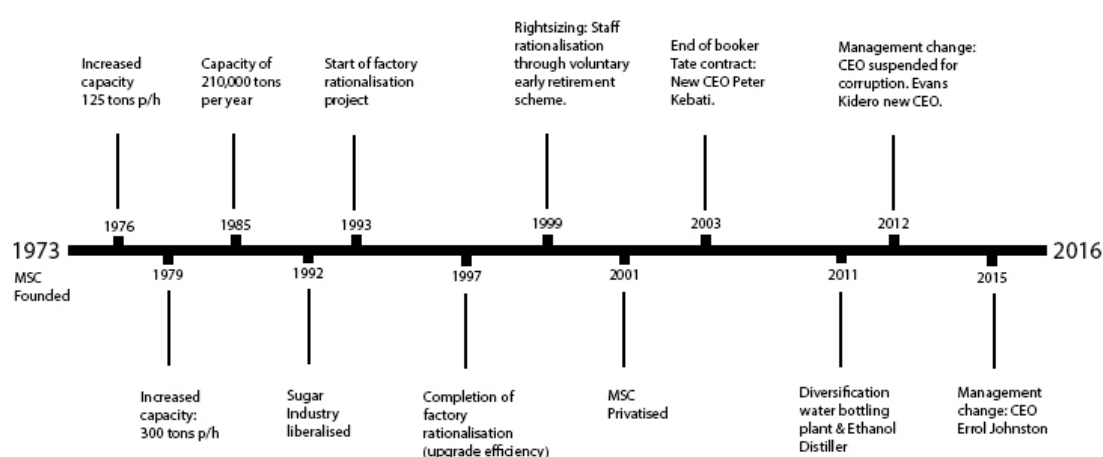 Increased
capacity
125 tons p/h
Capacity of
210,000 tons
per year
Start of factory
rationalisation
project
Rightsizing: Staff
rationalisation
through voluntary
early retirement
scheme.
End of booker
Tate contract:
New CEO Peter
Kebati.
Management change:
CEO suspended for
corruption. Evans
Kidero new CEO.
1976
1985
1993
1999
2003
2012
1973
2016
MSC
Founded
1979
1992
1997
2001
2011
2015
Increased
capacity:
300 tons p/h
Sugar
Industry
liberalised
Completion of
factory
rationalisation
(upgrade efficiency)
MSC
Privatised
Diversification
water bottling
plant & Ethanol
Distiller
Management
change: CEO
Errol Johnston